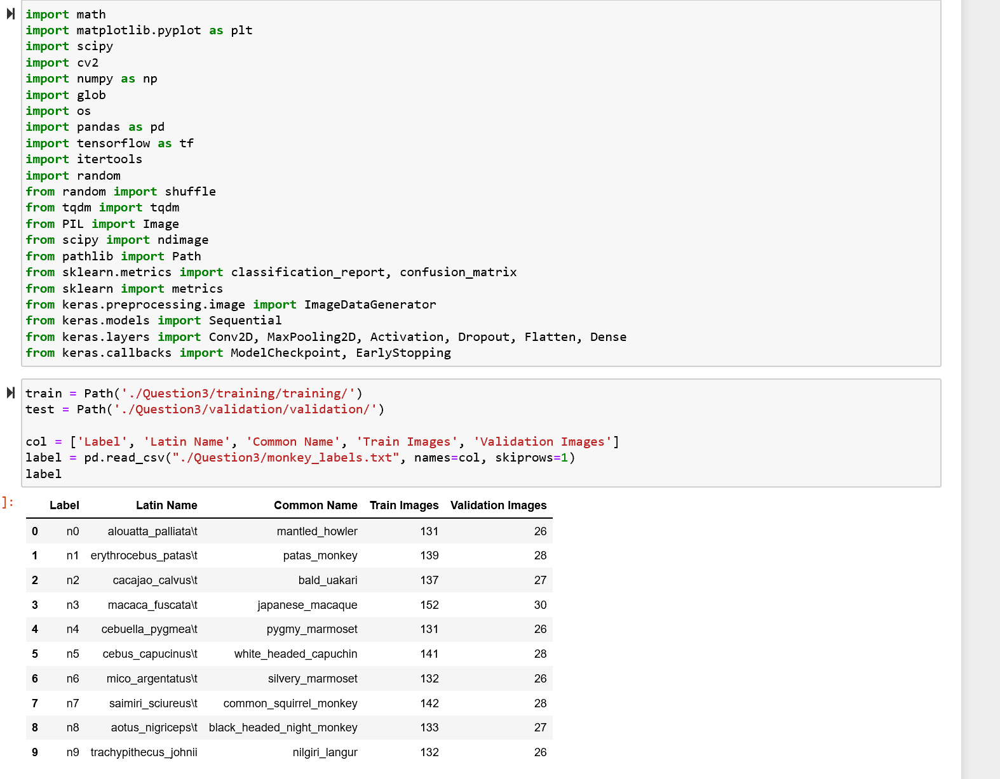 import math
import matplotlib.pyplot as plt
import scipy
import cv2
import numpy as np
import glob
import os
import pandas as pd
import tensorflow as tf
import itertools
import random
from random import shuffle
from tqdm import tqdm
from PIL import Image
from scipy import ndimage
from pathlib import Path
from sklearn.metrics import classification_report, confusion_matrix
from sklearn import metrics
from keras.preprocessing.image import ImageDataGenerator
from keras.models import Sequential
from keras.layers import Conv2D, MaxPooling2D, Activation, Dropout, Flatten, Dense
from keras.callbacks import ModelCheckpoint, EarlyStopping
train = Path('./Question3/training/training/')
test = Path('./Question3/validation/validation/')
col = ['Label', 'Latin Name', 'Common Name', 'Train Images', 'Validation Images']
label = pd.read_csv("./Question3/monkey_labels.txt", names=col, skiprows=1)
label
]:
Label Latin Name Common Name Train Images Validation Images
0 n0 alouatta_palliata\t mantled_howler 131 26
1 n1 erythrocebus_patas\t patas_monkey 139 28
2 n2 cacajao_calvus\t bald_uakari 137 27
3 n3 macaca_fuscata\t japanese_macaque 152 30
4 n4 cebuella_pygmea\t pygmy_marmoset 131 26
5 n5 cebus_capucinus\t white_headed_capuchin 141 28
6 n6 mico_argentatus\t silvery_marmoset 132 26
7 n7 saimiri_sciureus\t common_squirrel_monkey 142 28
8 n8 aotus_nigriceps\t black_headed_night_monkey 133 27
9 n9 trachypithecus_johnii nilgiri_langur 132 26